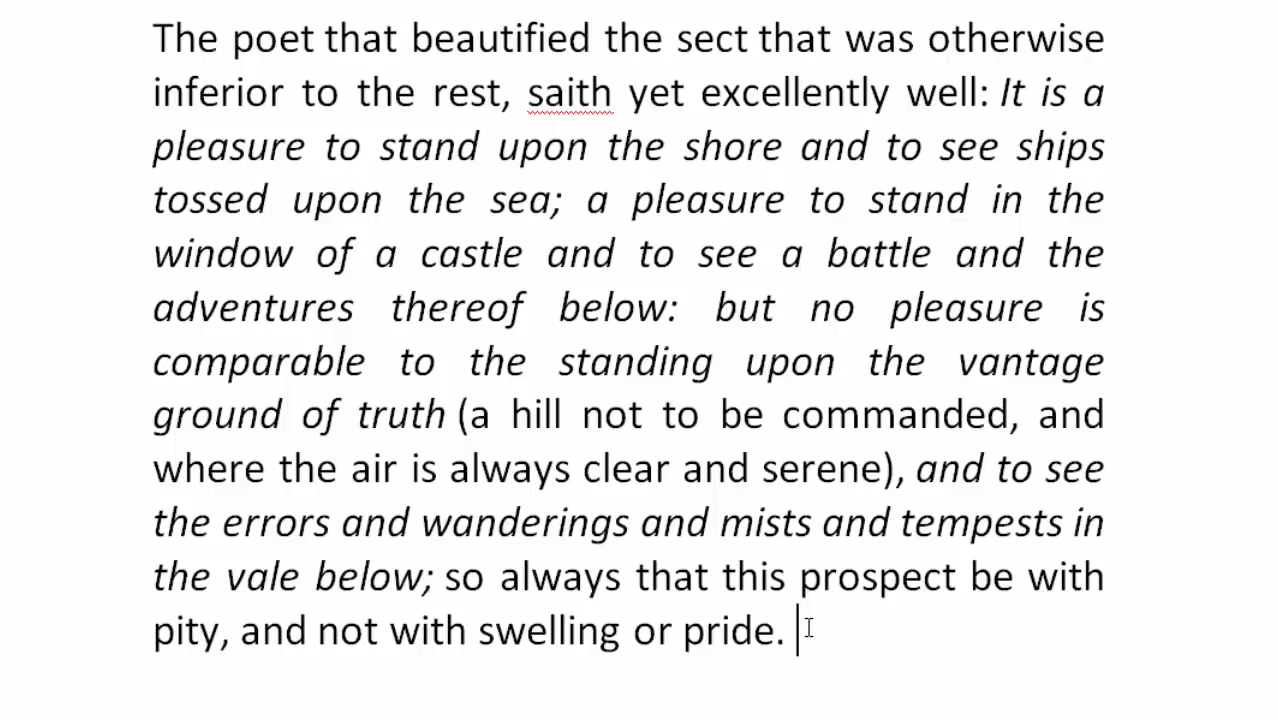 The poet that beautified the sect that was otherwise
inferior to the rest, saith yet excellently well: It is a
pleasure to stand upon the shore and to see ships
tossed upon the sea; a pleasure to stand in the
window of a castle and to see a battle and the
adventures thereof below: but no pleasure is
comparable to the standing upon the vantage
ground of truth (a hill not to be commanded, and
where the air is always clear and serene), and to see
the errors and wanderings and mists and tempests in
the vale below; so always that this prospect be with
pity, and not with swelling or pride.